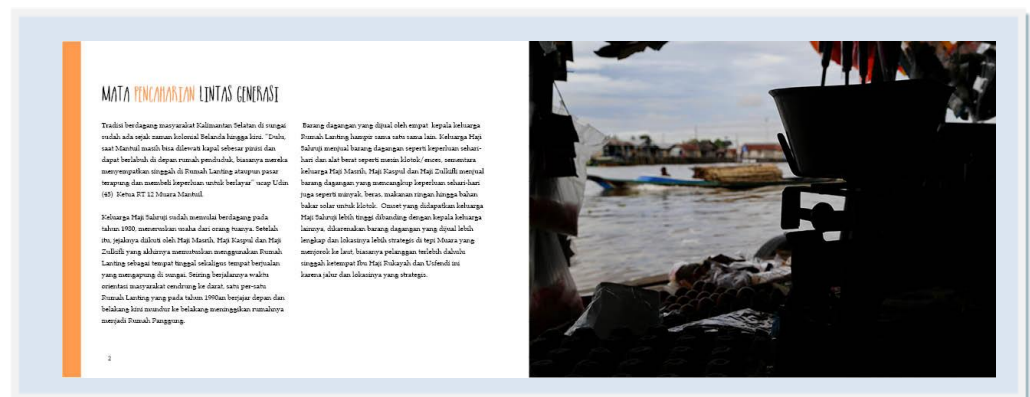 MATA PENCAHARIAN LINTAS GENERASI
Tradisi berdagang masyarakat Kalimantan Selatan di sungai
sudah ada sejak zaman kolonial Belanda hingga kini. "Dulu,
saat Mantuil masih bisa dilewati kapal sebesar pinisi dan
dapat berlabuh di depan rumah penduduk, biasanya mereka
menyempatkan singgah di Rumah Lanting ataupun pasar
terapung dan membeli keperluan untuk berlayar" ucap Udin
(45) Ketua RT 12 Muara Mantuil.
Keluarga Haji Sahruji sudah memulai berdagang pada
tahun 1980, meneruskan usaha dari orang tuanya. Setelah
itu, jejaknya diikuti oleh Haji Masrih, Haji Kaspul dan Haji
Zulkifli yang akhirnya memutuskan menggunakan Rumah
Lanting sebagai tempat tinggal sekaligus tempat berjualan
yang mengapung di sungai. Seiring berjalannya waktu
orientasi masyarakat cendrung ke darat, satu per-satu
Rumah Lanting yang pada tahun 1990an berjajar depan dan
belakang kini mundur ke belakang meninggikan rumahnya
menjadi Rumah Panggung.
Barang dagangan yang dijual oleh empat kepala keluarga
Rumah Lanting hampir sama satu sama lain. Keluarga Haji
Sahruji menjual barang dagangan seperti keperluan sehari-
hari dan alat berat seperti mesin klotok/ences, sementara
keluarga Haji Masrih, Haji Kaspul dan Haji Zulkifli menjual
barang dagangan yang mencangkup keperluan sehari-hari
juga seperti minyak, beras, makanan ringan hingga bahan
bakar solar untuk klotok. Omset yang didapatkan keluarga
Haji Sahruji lebih tinggi dibanding dengan kepala keluarga
lainnya, dikarenakan barang dagangan yang dijual lebih
lengkap dan lokasinya lebih strategis di tepi Muara yang
menjorok ke laut, biasanya pelanggan terlebih dahulu
singgah ketempat Ibu Haji Rukayah dan Usfendi ini
karena jalur dan lokasinya yang strategis.
2